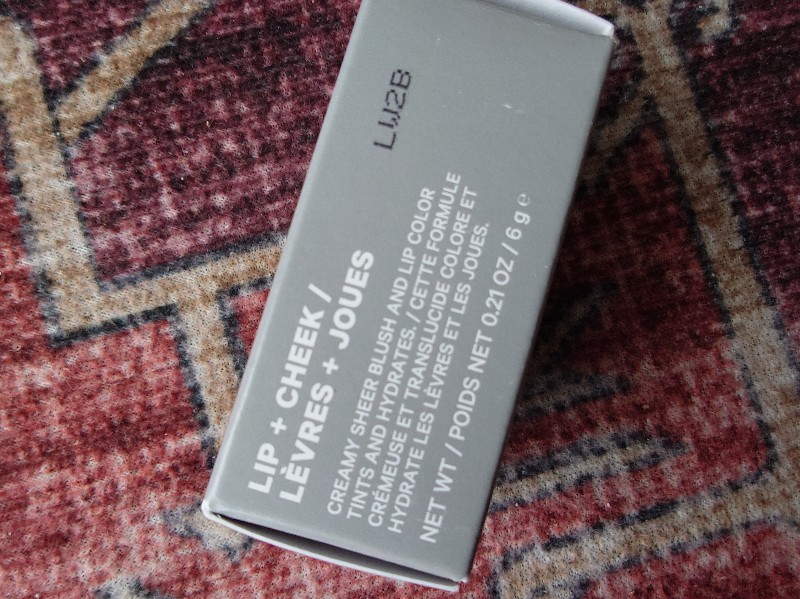 LW2B
LIP + CHEEK /
LÈVRES + JOUES
CREAMY SHEER BLUSH AND LIP COLOR
TINTS AND HYDRATES. / CETTE FORMULE
CRÉMEUSE ET TRANSLUCIDE COLORE ET
HYDRATE LES LÈVRES ET LES JOUES.
NET WT / POIDS NET 0.21 OZ / 6 g ℮